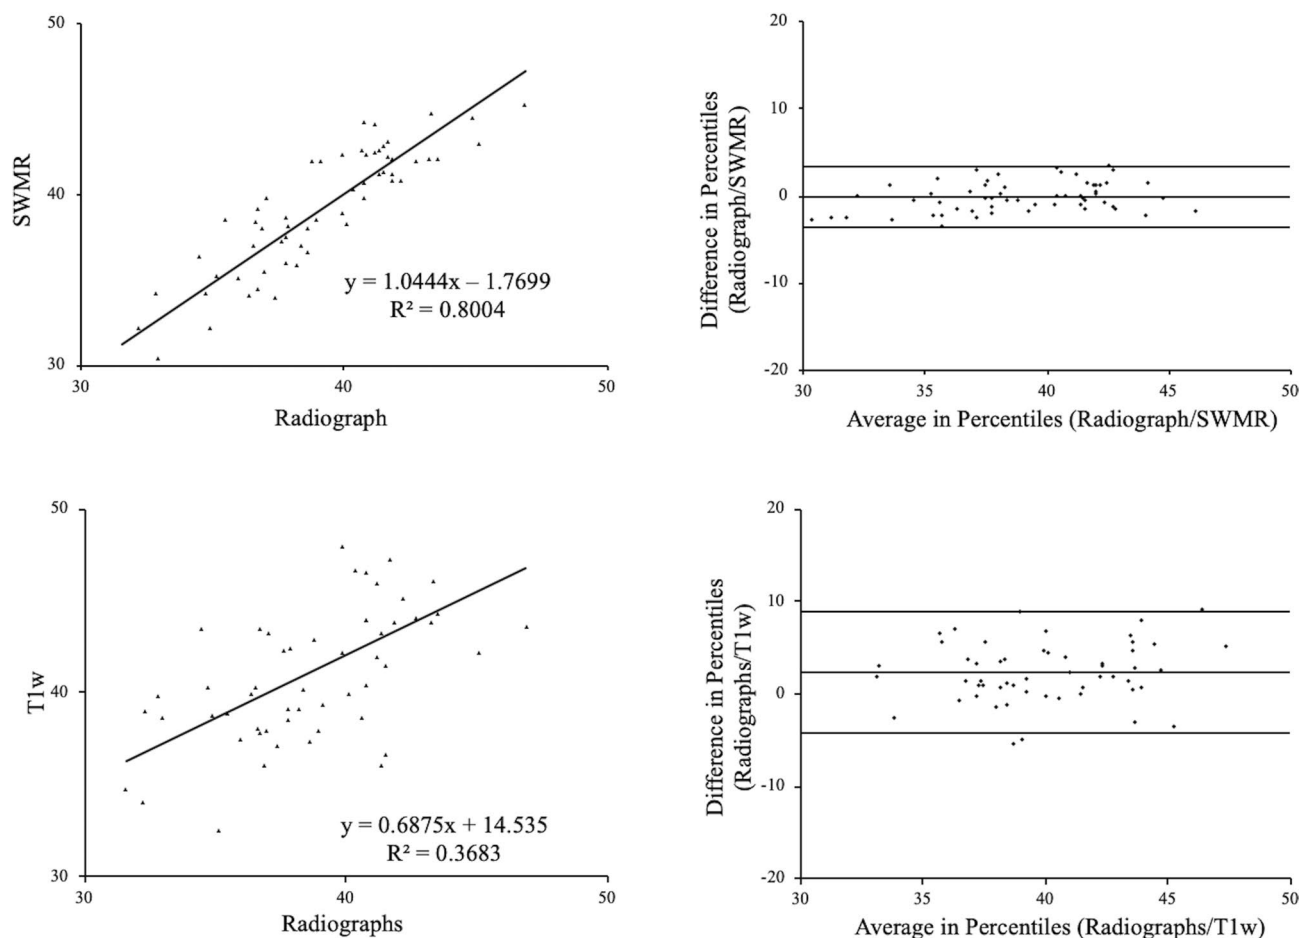 50
40
30
SWMR
y = 1.0444x – 1.7699
R² = 0.8004
30
40
50
Radiograph
20
10
0
-10
-20
Difference in Percentiles
(Radiograph/SWMR)
30
35
40
45
50
Average in Percentiles (Radiograph/SWMR)
50
40
30
T1w
y = 0.6875x + 14.535
R² = 0.3683
30
40
50
Radiographs
20
10
0
-10
-20
Difference in Percentiles
(Radiographs/T1w)
30
35
40
45
50
Average in Percentiles (Radiographs/T1w)